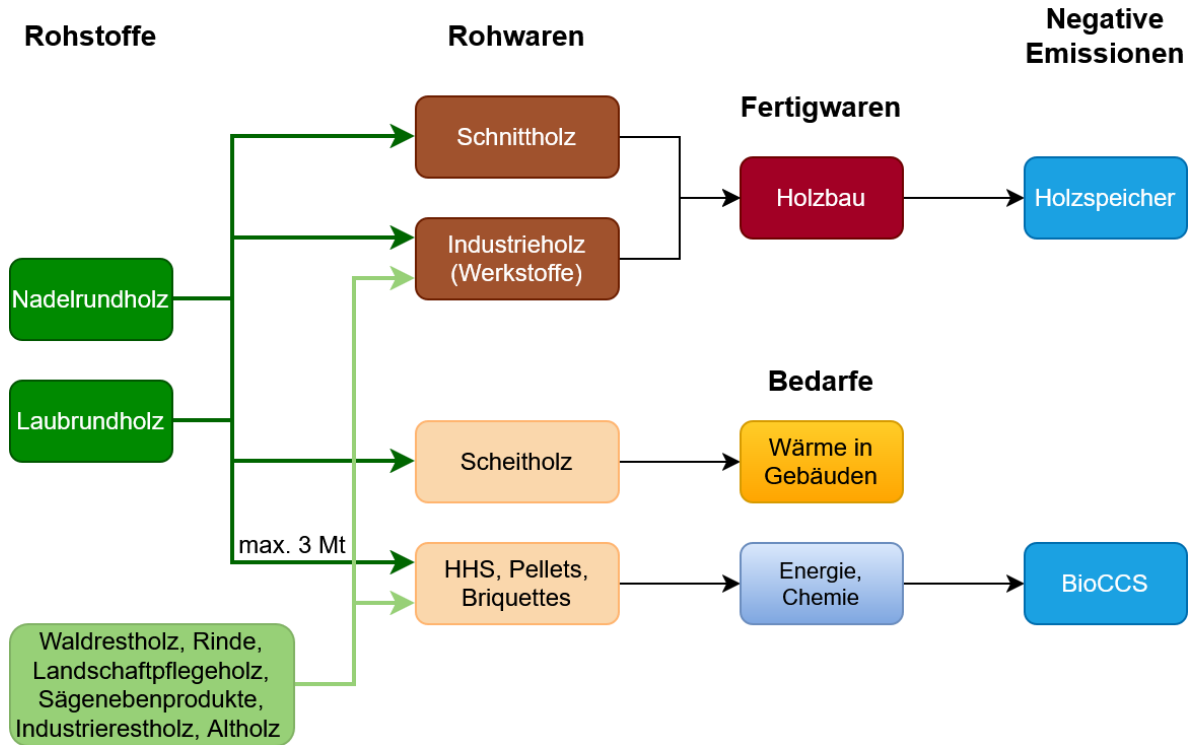 Rohstoffe
Rohwaren
Negative
Emissionen
Fertigwaren
Schnittholz
Holzbau
Holzspeicher
Industrieholz
(Werkstoffe)
Nadelrundholz
Laubrundholz
Bedarfe
Scheitholz
Wärme in
Gebäuden
max. 3 Mt
HHS, Pellets,
Briquettes
Energie,
Chemie
BioCCS
Waldrestholz, Rinde,
Landschaftpflegeholz,
Sägenebenprodukte,
Industrierestholz, Altholz